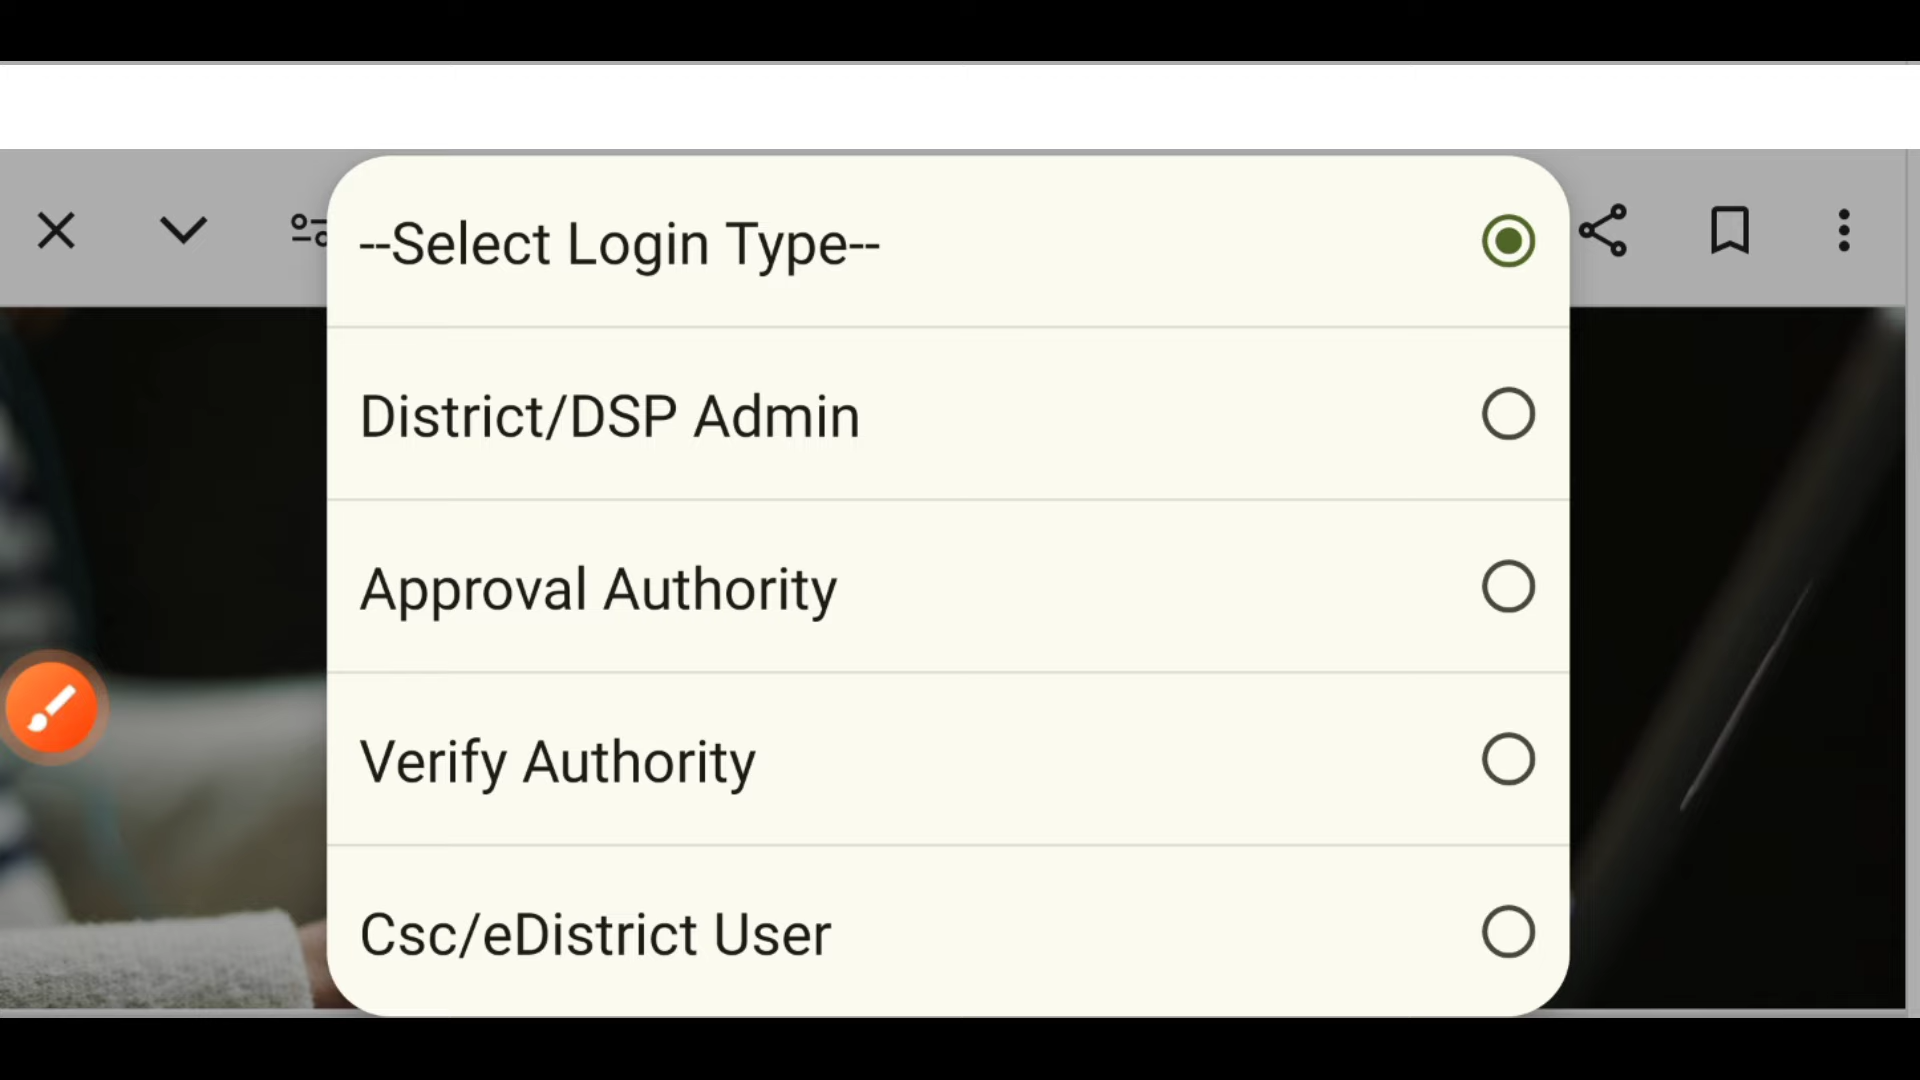 --Select Login Type--
District/DSP Admin
Approval Authority
Verify Authority
Csc/eDistrict User